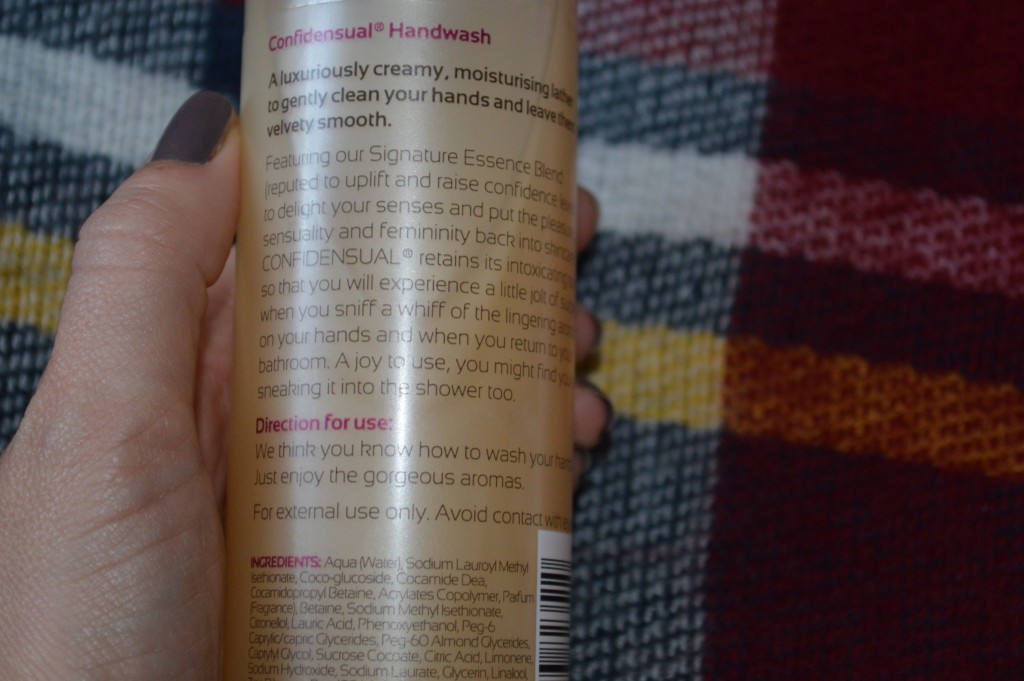 Confidensual® Handwash
A luxuriously creamy, moisturising lather
to gently clean your hands and leave them
velvety smooth.
Featuring our Signature Essence Blend
(reputed to uplift and raise confidence
to delight your senses and put the
sensuality and femininity back into
CONFIDENSUAL® retains its intoxicating
so that you will experience a little jolt of
when you sniff a whiff of the lingering
on your hands and when you return to
bathroom. A joy to use, you might find
sneaking it into the shower too.
Direction for use:
We think you know how to wash your
Just enjoy the gorgeous aromas.
For external use only. Avoid contact with
INGREDIENTS: Aqua (Water), Sodium Lauroyl Methyl
Isethionate, Coco-glucoside, Cocamide Dea,
Cocamidopropyl Betaine, Acrylates Copolymer, Parfum
(Fragrance), Betaine, Sodium Methyl Isethionate,
Citronellol, Lauric Acid, Phenoxyethanol, Peg-6
Caprylic/capric Glycerides, Peg-60 Almond Glycerides,
Caprylyl Glycol, Sucrose Cocoate, Citric Acid, Limonene,
Sodium Hydroxide, Sodium Laurate, Glycerin, Linalool,